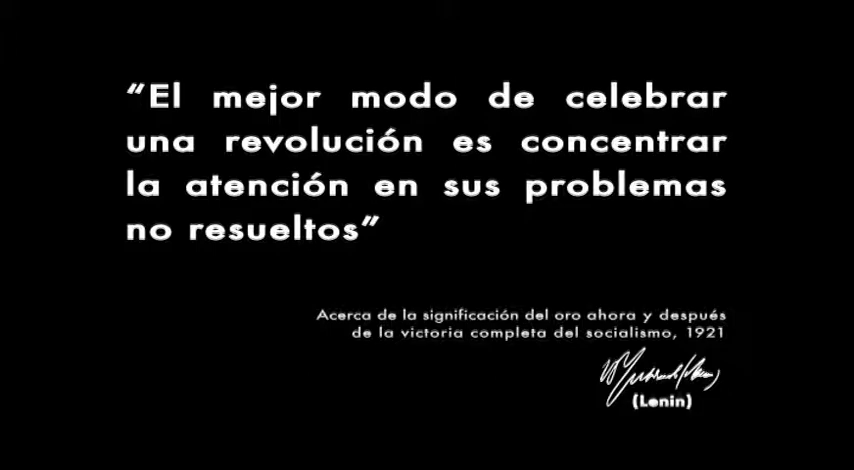 “El mejor modo de celebrar
una revolución es concentrar
la atención en sus problemas
no resueltos”
Acerca de la significación del oro ahora y después
de la victoria completa del socialismo, 1921
(Lenin)